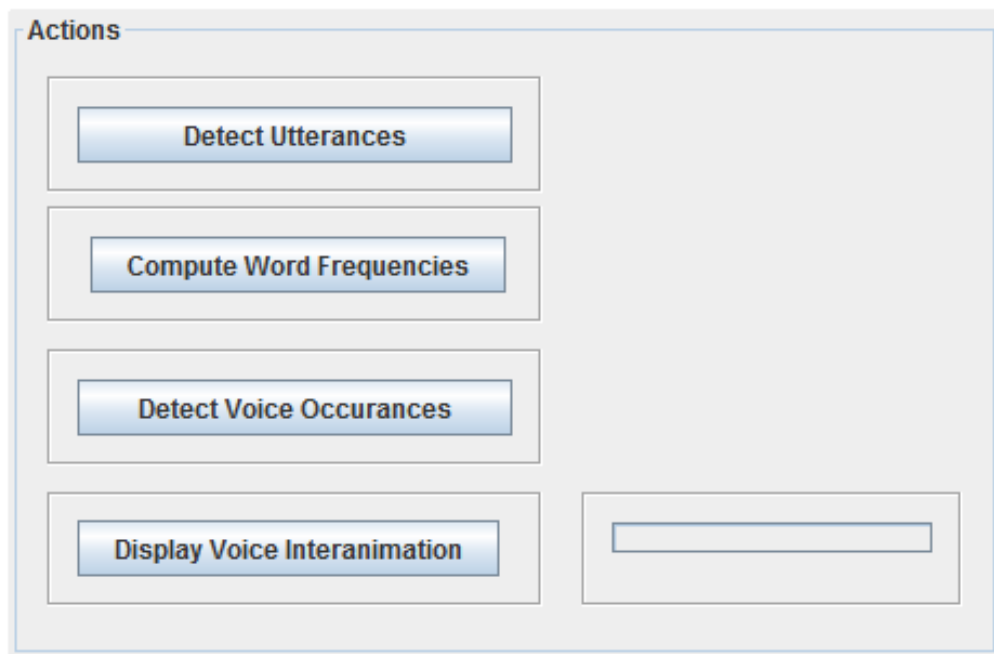 Actions
Detect Utterances
Compute Word Frequencies
Detect Voice Occurances
Display Voice Interanimation